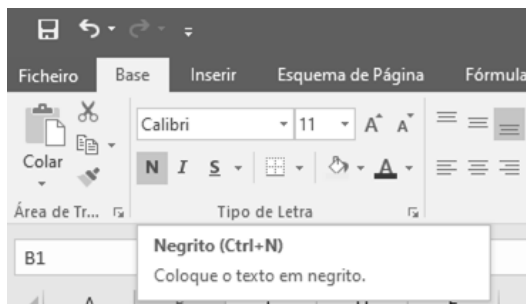 Ficheiro Base Inserir Esquema de Página Fórmula
Calibri 11 A A
Colar N I S A
Área de Tr... Tipo de Letra
B1 Negrito (Ctrl+N)
Coloque o texto em negrito.
A